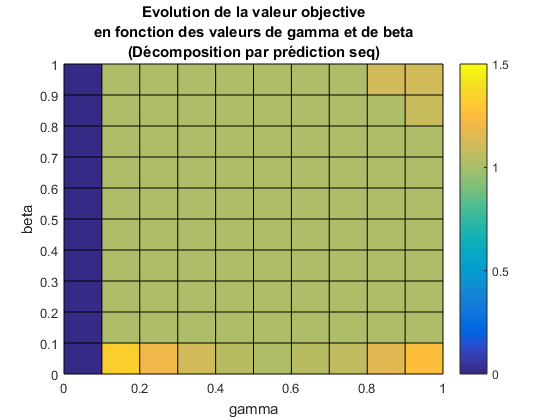 Evolution de la valeur objective
en fonction des valeurs de gamma et de beta
(Décomposition par prédiction seq)
1
0.9
0.8
0.7
0.6
0.5
0.4
0.3
0.2
0.1
0
beta
0 0.2 0.4 0.6 0.8 1
gamma
1.5
1
0.5
0